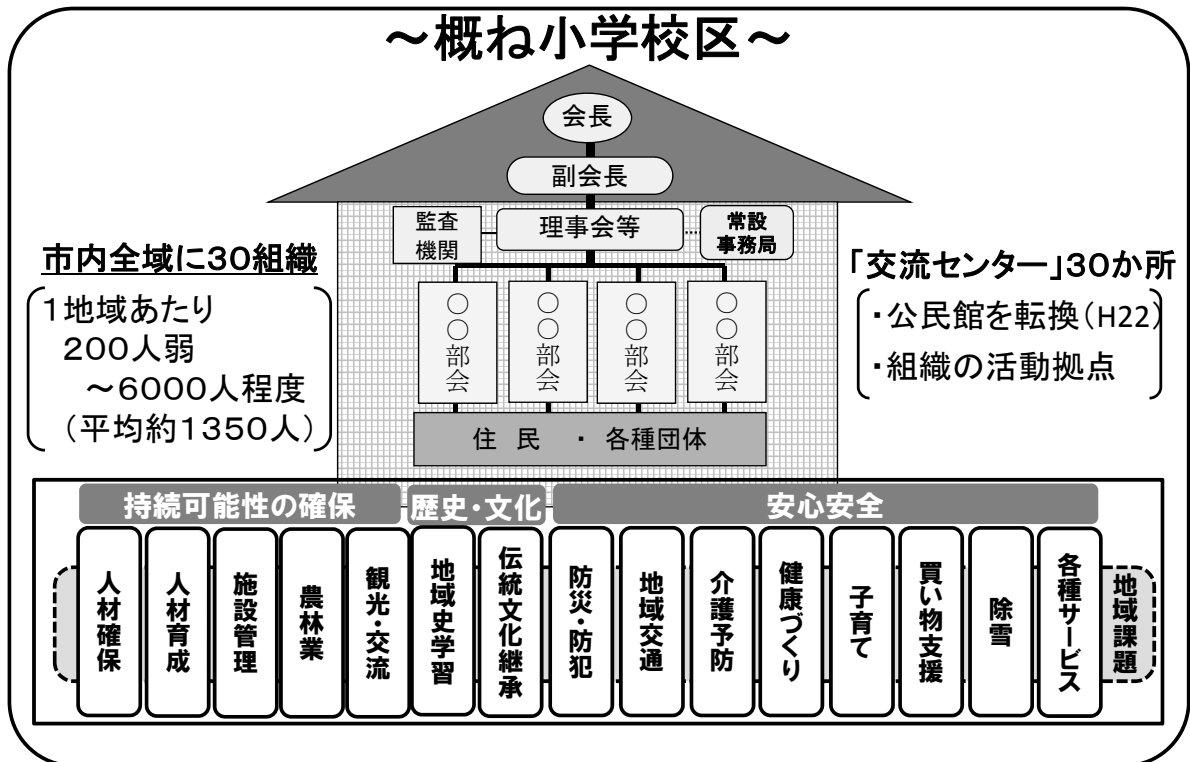 ～概ね小学校区～
会長
副会長
監査
機関
理事会等
常設
事務局
市内全域に30組織
１地域あたり
200人弱
～6000人程度
（平均約1350人）
「交流センター」30か所
・公民館を転換（H22）
・組織の活動拠点
○○部会
○○部会
○○部会
○○部会
住 民 ・ 各種団体
持続可能性の確保
歴史・文化
安心安全
人材確保
人材育成
施設管理
農林業
観光・交流
地域史学習
伝統文化継承
防災・防犯
地域交通
介護予防
健康づくり
子育て
買い物支援
除雪
各種サービス
地域課題